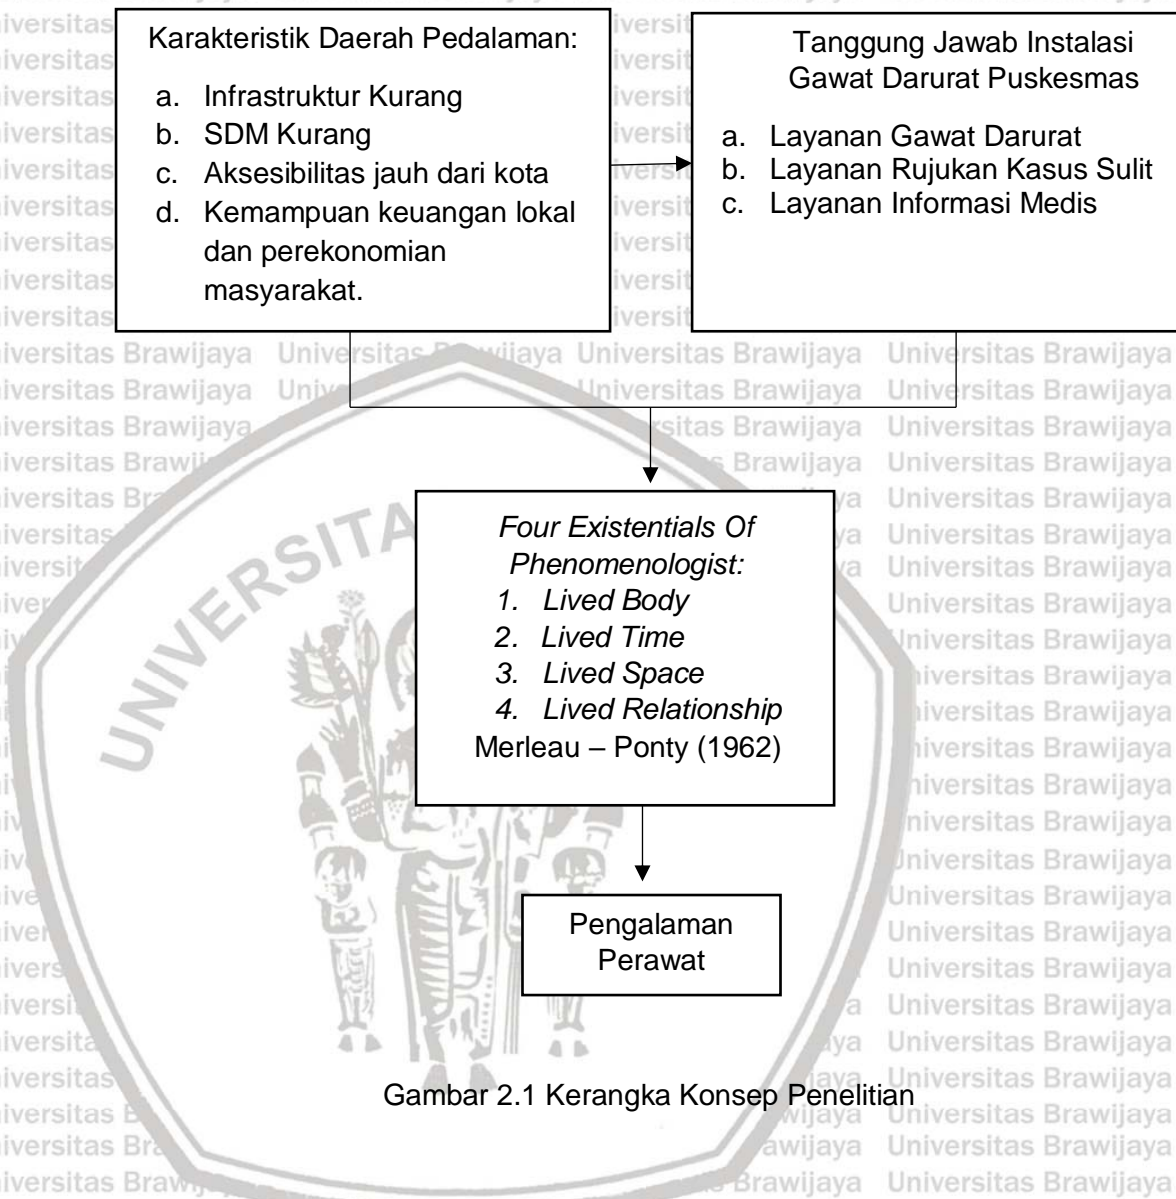 Karakteristik Daerah Pedalaman:
a. Infrastruktur Kurang
b. SDM Kurang
c. Aksesibilitas jauh dari kota
d. Kemampuan keuangan lokal
dan perekonomian
masyarakat.
Tanggung Jawab Instalasi
Gawat Darurat Puskesmas
a. Layanan Gawat Darurat
b. Layanan Rujukan Kasus Sulit
c. Layanan Informasi Medis
Four Existentials Of
Phenomenologist:
1. Lived Body
2. Lived Time
3. Lived Space
4. Lived Relationship
Merleau – Ponty (1962)
Pengalaman
Perawat
Gambar 2.1 Kerangka Konsep Penelitian
Universitas Brawijaya